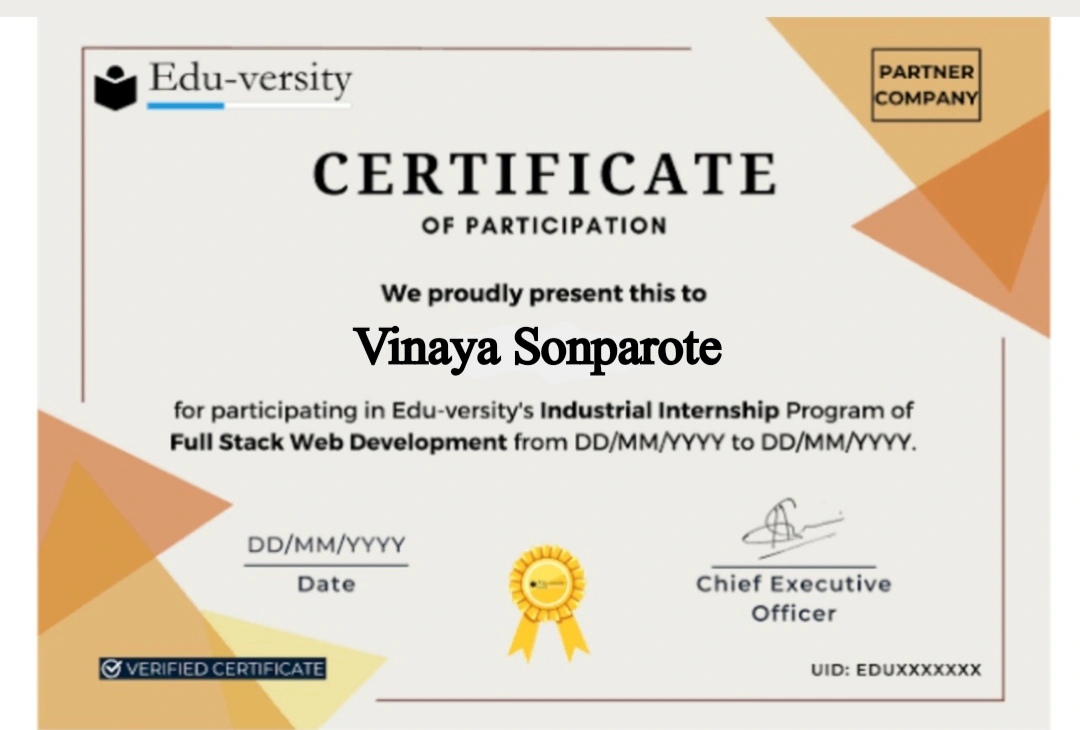 Edu-versity
PARTNER
COMPANY
CERTIFICATE
OF PARTICIPATION
We proudly present this to
Vinaya Sonparote
for participating in Edu-versity's Industrial Internship Program of
Full Stack Web Development from DD/MM/YYYY to DD/MM/YYYY.
DD/MM/YYYY
Date
Chief Executive
Officer
VERIFIED CERTIFICATE
UID: EDUXXXXXXX